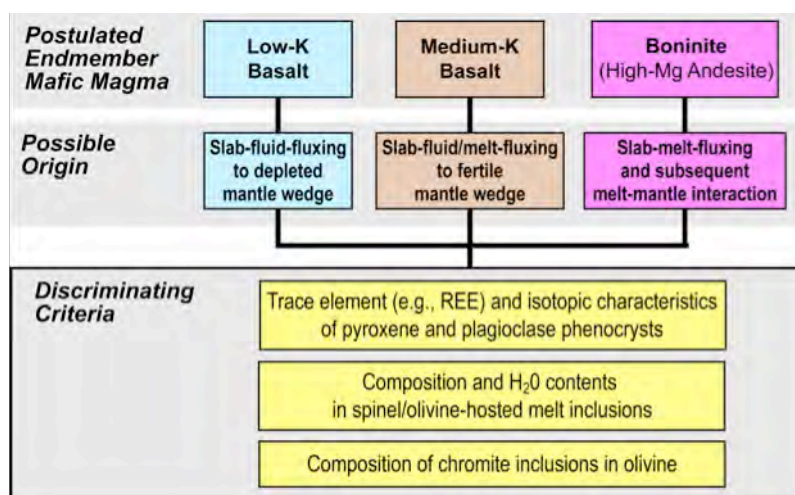 Postulated
Endmember
Mafic Magma
Low-K
Basalt
Medium-K
Basalt
Boninite
(High-Mg Andesite)
Possible
Origin
Slab-fluid-fluxing
to depleted
mantle wedge
Slab-fluid/melt-fluxing
to fertile
mantle wedge
Slab-melt-fluxing
and subsequent
melt-mantle interaction
Discriminating
Criteria
Trace element (e.g., REE) and isotopic characteristics
of pyroxene and plagioclase phenocrysts
Composition and H₂0 contents
in spinel/olivine-hosted melt inclusions
Composition of chromite inclusions in olivine